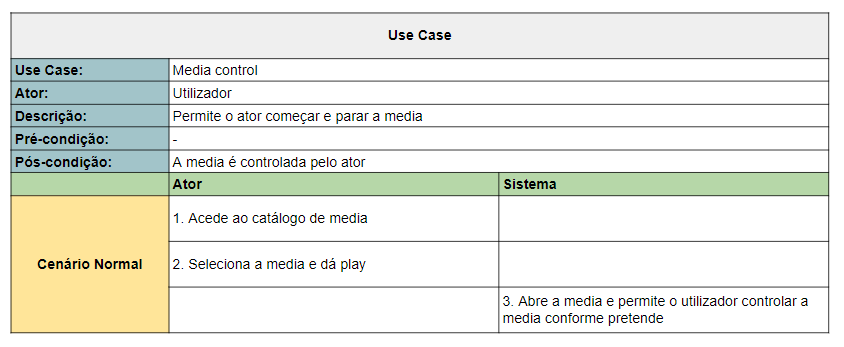 Use Case
Use Case: Media control
Ator: Utilizador
Descrição: Permite o ator começar e parar a media
Pré-condição: -
Pós-condição: A media é controlada pelo ator
Ator Sistema
Cenário Normal
1. Acede ao catálogo de media
2. Seleciona a media e dá play
3. Abre a media e permite o utilizador controlar a
media conforme pretende